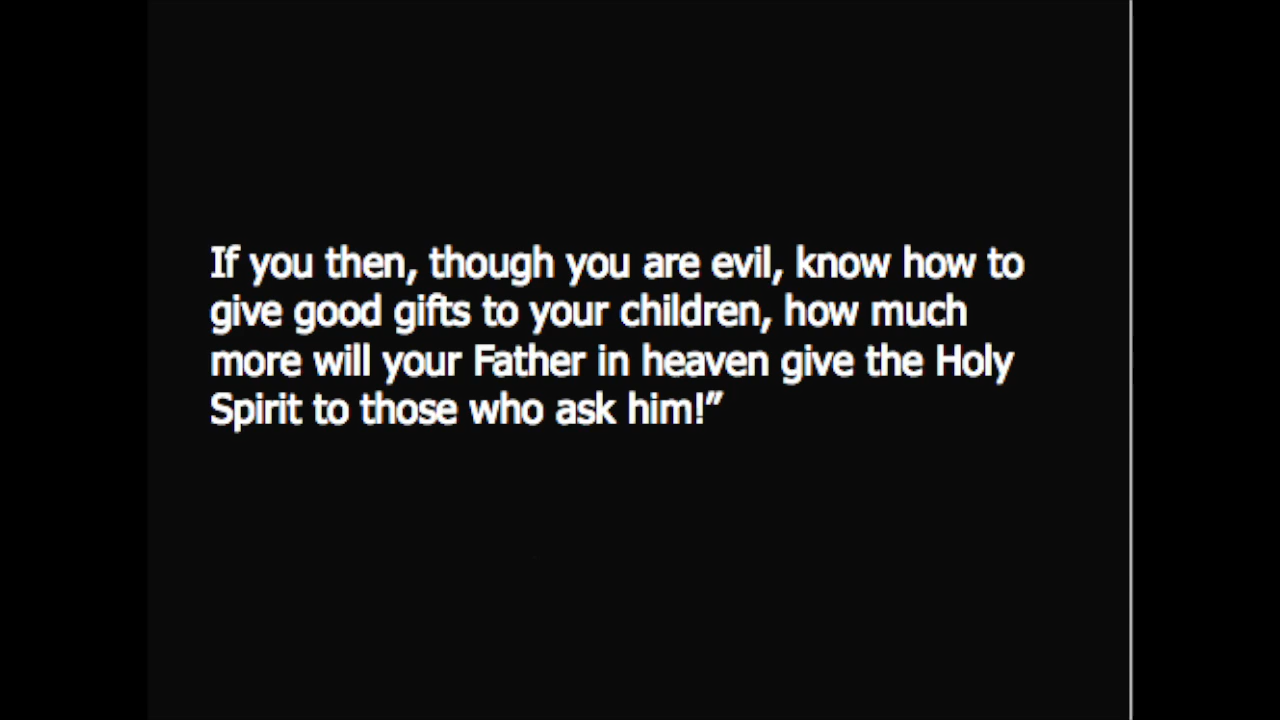 If you then, though you are evil, know how to
give good gifts to your children, how much
more will your Father in heaven give the Holy
Spirit to those who ask him!”